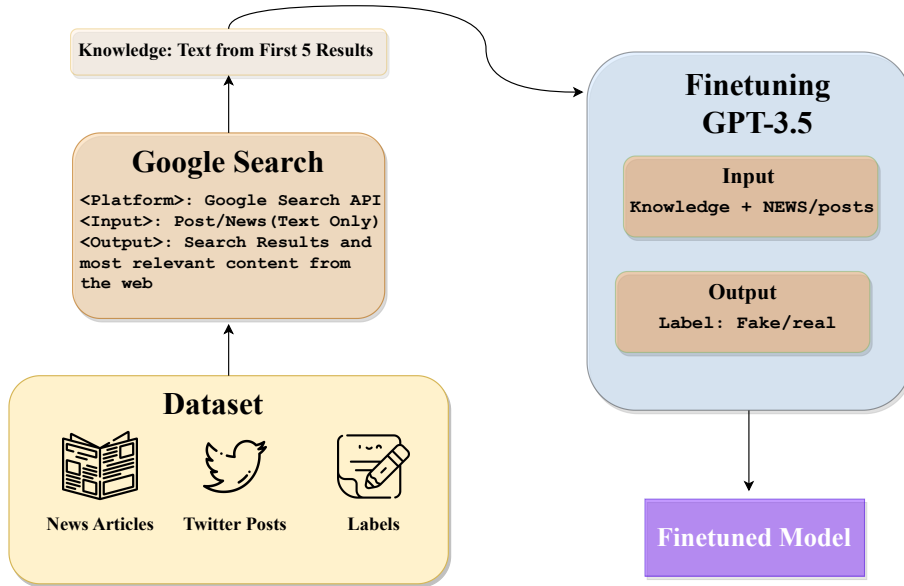 Knowledge: Text from First 5 Results
Google Search
<Platform>: Google Search API
<Input>: Post/News(Text Only)
<Output>: Search Results and
most relevant content from
the web
Dataset
News Articles
Twitter Posts
Labels
Finetuning
GPT-3.5
Input
Knowledge + NEWS/posts
Output
Label: Fake/real
Finetuned Model